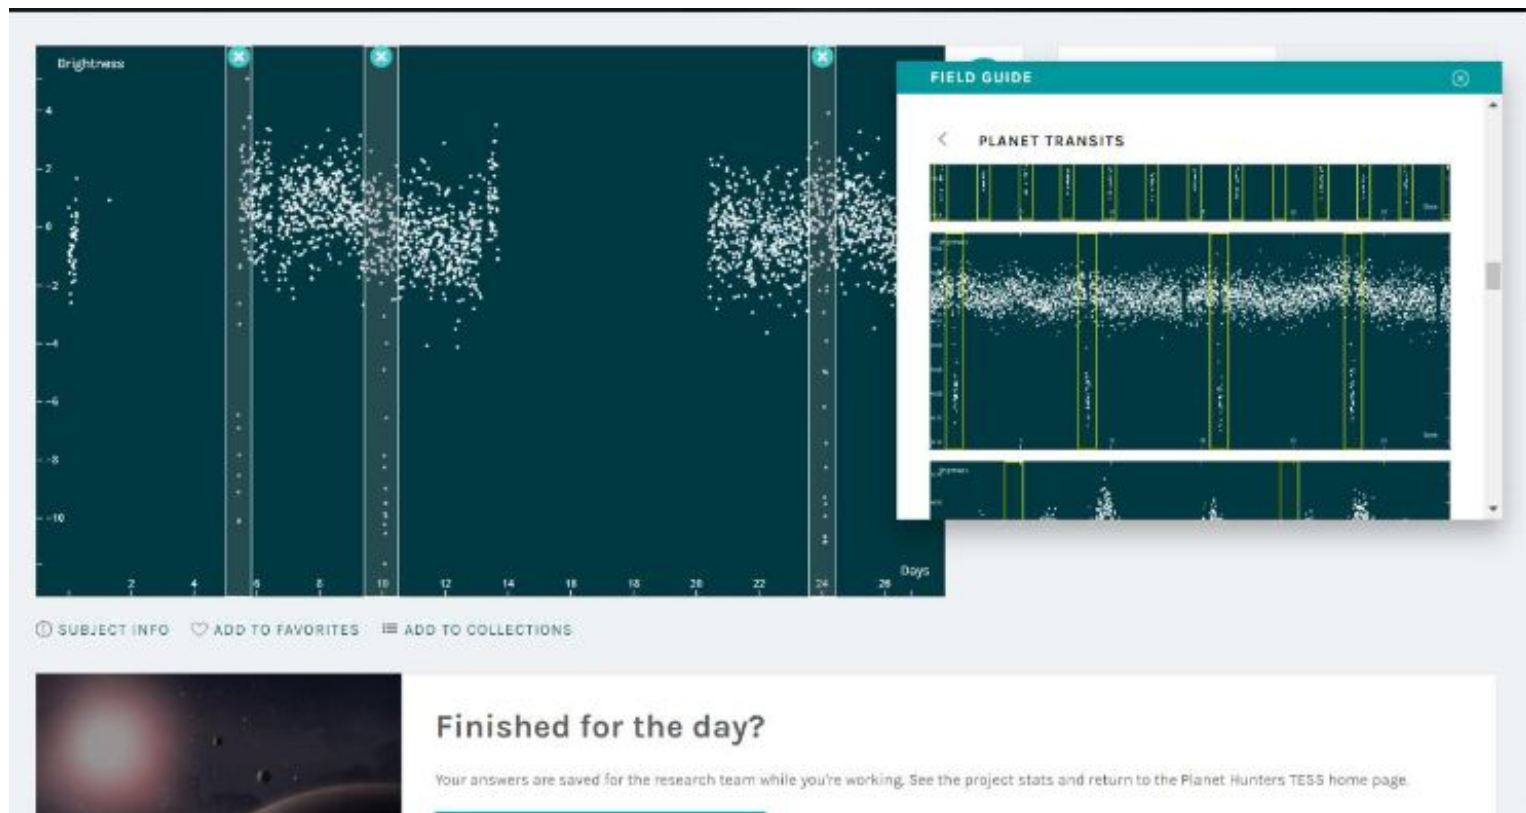 Brightness
4
2
0
-2
-4
-6
-8
-10
2
4
6
8
10
12
14
16
18
20
22
24
26
Days
FIELD GUIDE
PLANET TRANSITS
SUBJECT INFO
ADD TO FAVORITES
ADD TO COLLECTIONS
Finished for the day?
Your answers are saved for the research team while you're working. See the project stats and return to the Planet Hunters TESS home page.